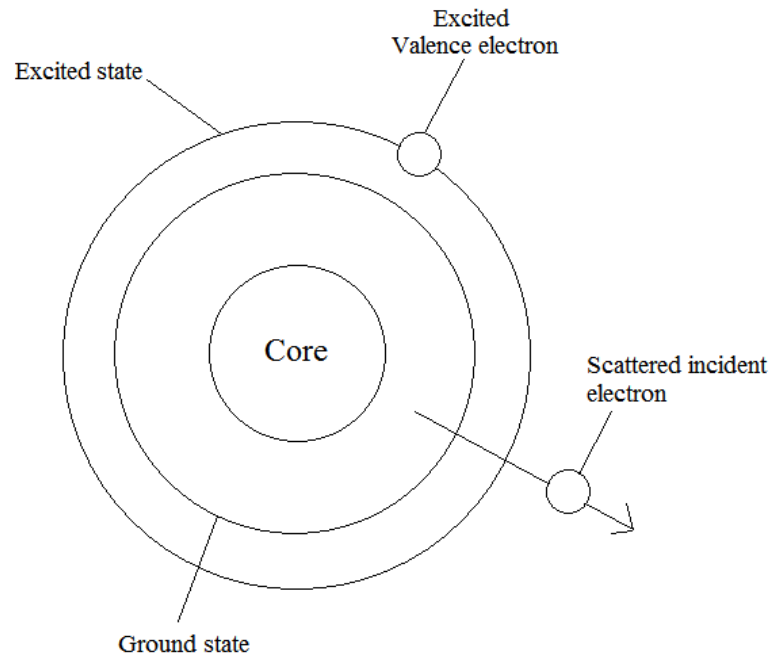 Excited
Valence electron
Excited state
Core
Scattered incident
electron
Ground state